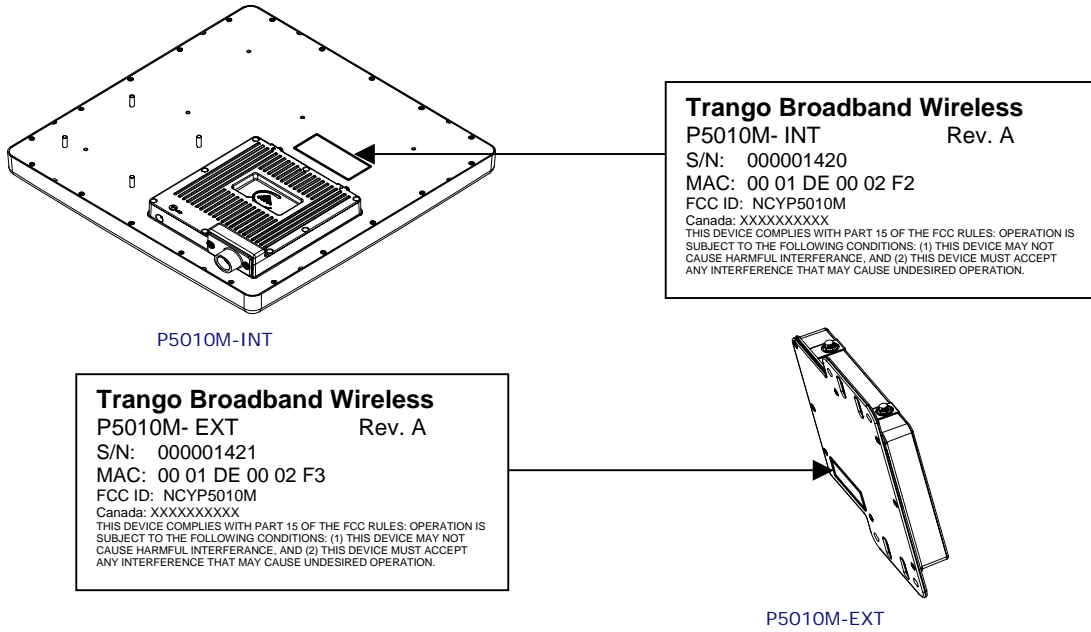 Trango Broadband Wireless
P5010M- INT Rev. A
S/N: 000001420
MAC: 00 01 DE 00 02 F2
FCC ID: NCYP5010M
Canada: XXXXXXXXXX
THIS DEVICE COMPLIES WITH PART 15 OF THE FCC RULES: OPERATION IS
SUBJECT TO THE FOLLOWING CONDITIONS: (1) THIS DEVICE MAY NOT
CAUSE HARMFUL INTERFERANCE, AND (2) THIS DEVICE MUST ACCEPT
ANY INTERFERENCE THAT MAY CAUSE UNDESIRED OPERATION.
P5010M-INT
Trango Broadband Wireless
P5010M- EXT Rev. A
S/N: 000001421
MAC: 00 01 DE 00 02 F3
FCC ID: NCYP5010M
Canada: XXXXXXXXXX
THIS DEVICE COMPLIES WITH PART 15 OF THE FCC RULES: OPERATION IS
SUBJECT TO THE FOLLOWING CONDITIONS: (1) THIS DEVICE MAY NOT
CAUSE HARMFUL INTERFERANCE, AND (2) THIS DEVICE MUST ACCEPT
ANY INTERFERENCE THAT MAY CAUSE UNDESIRED OPERATION.
P5010M-EXT